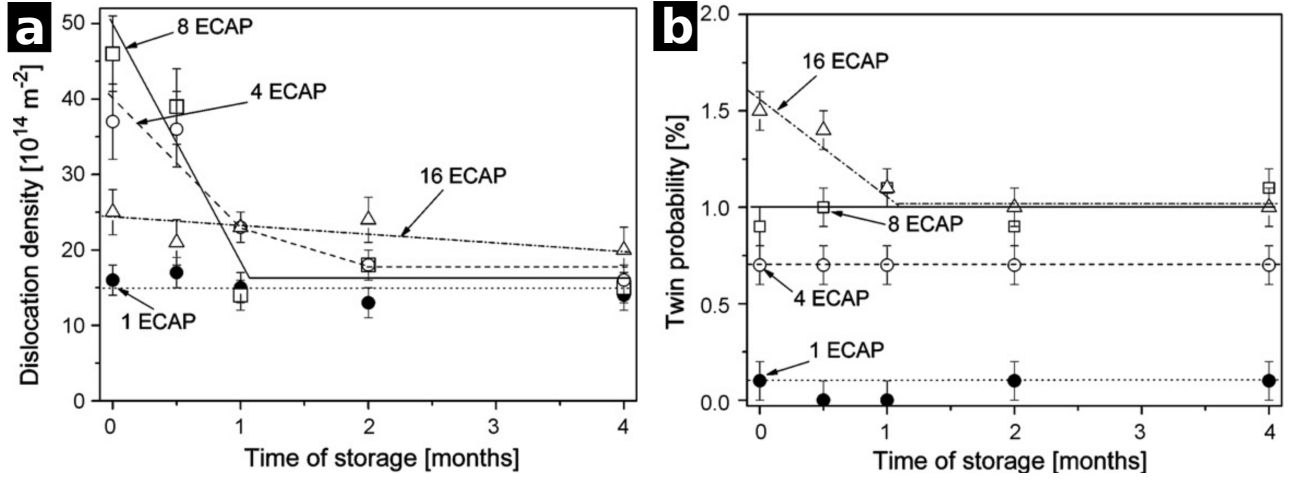 a
50
40
30
20
10
0
Dislocation density [10¹⁴ m⁻²]
8 ECAP
4 ECAP
16 ECAP
1 ECAP
0 1 2 3 4
Time of storage [months]
b
2.0
1.5
1.0
0.5
0.0
Twin probability [%]
16 ECAP
8 ECAP
4 ECAP
1 ECAP
0 1 2 3 4
Time of storage [months]